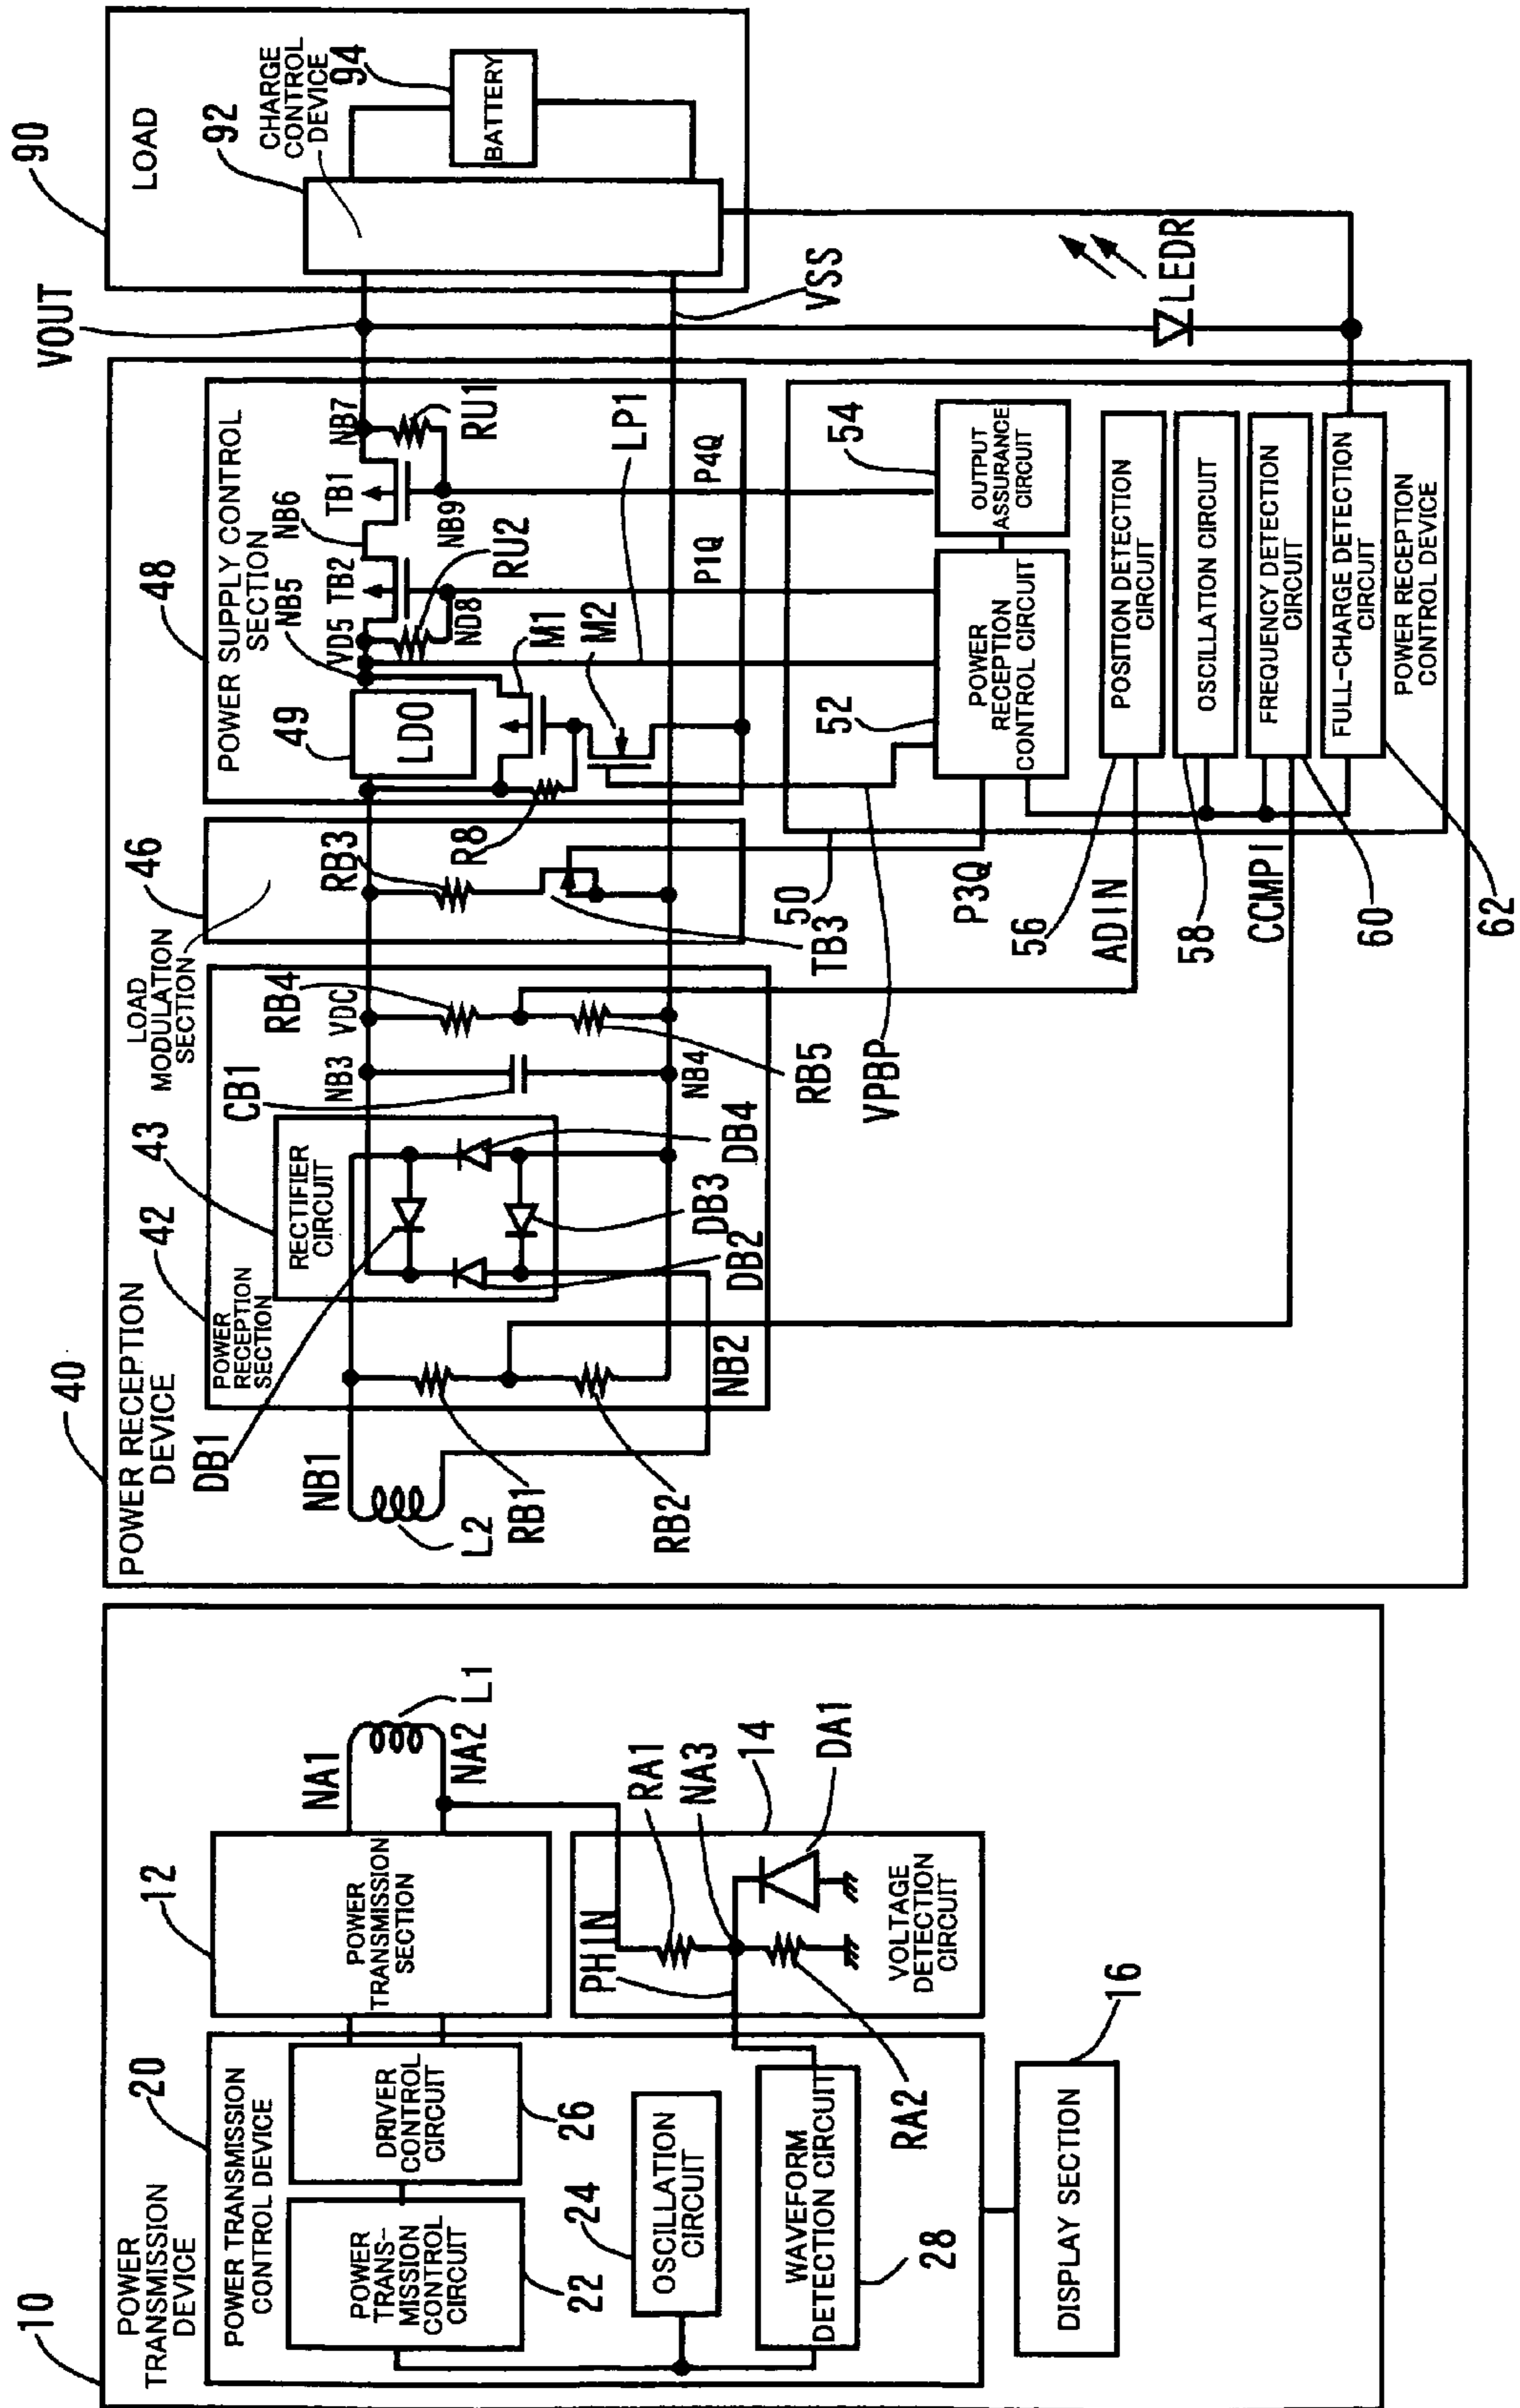 10
POWER
TRANSMISSION
DEVICE
20
POWER TRANSMISSION
CONTROL DEVICE
POWER
TRANS-
MISSION
CONTROL
CIRCUIT
22
DRIVER
CONTROL
CIRCUIT
26
24
OSCILLATION
CIRCUIT
WAVEFORM
DETECTION CIRCUIT
28
DISPLAY SECTION
16
12
POWER
TRANSMISSION
SECTION
NA1
NA2
L1
PHIN
RA1
NA3
14
DA1
RA2
VOLTAGE
DETECTION
CIRCUIT
40
POWER RECEPTION
DEVICE
42
POWER
RECEPTION
SECTION
43
RECTIFIER
CIRCUIT
DB1
NB1
L2
RB1
RB2
NB2
DB2
DB3
DB4
CB1
NB3
VDC
RB4
NB4
RB5
46
LOAD
MODULATION
SECTION
RB3
TB3
48
POWER SUPPLY CONTROL
SECTION
49
LDO
NB5
VD5
TB2
NB6
TB1
NB7
RU1
NB9
RU2
ND8
M1
M2
R8
LP1
P1Q
P4Q
VPBP
P3Q
50
52
POWER
RECEPTION
CONTROL CIRCUIT
54
OUTPUT
ASSURANCE
CIRCUIT
56
POSITION DETECTION
CIRCUIT
ADIN
58
OSCILLATION CIRCUIT
CCMPI
FREQUENCY DETECTION
CIRCUIT
60
FULL-CHARGE DETECTION
CIRCUIT
62
POWER RECEPTION
CONTROL DEVICE
VOUT
VSS
LEDR
90
LOAD
92
CHARGE
CONTROL
DEVICE
94
BATTERY